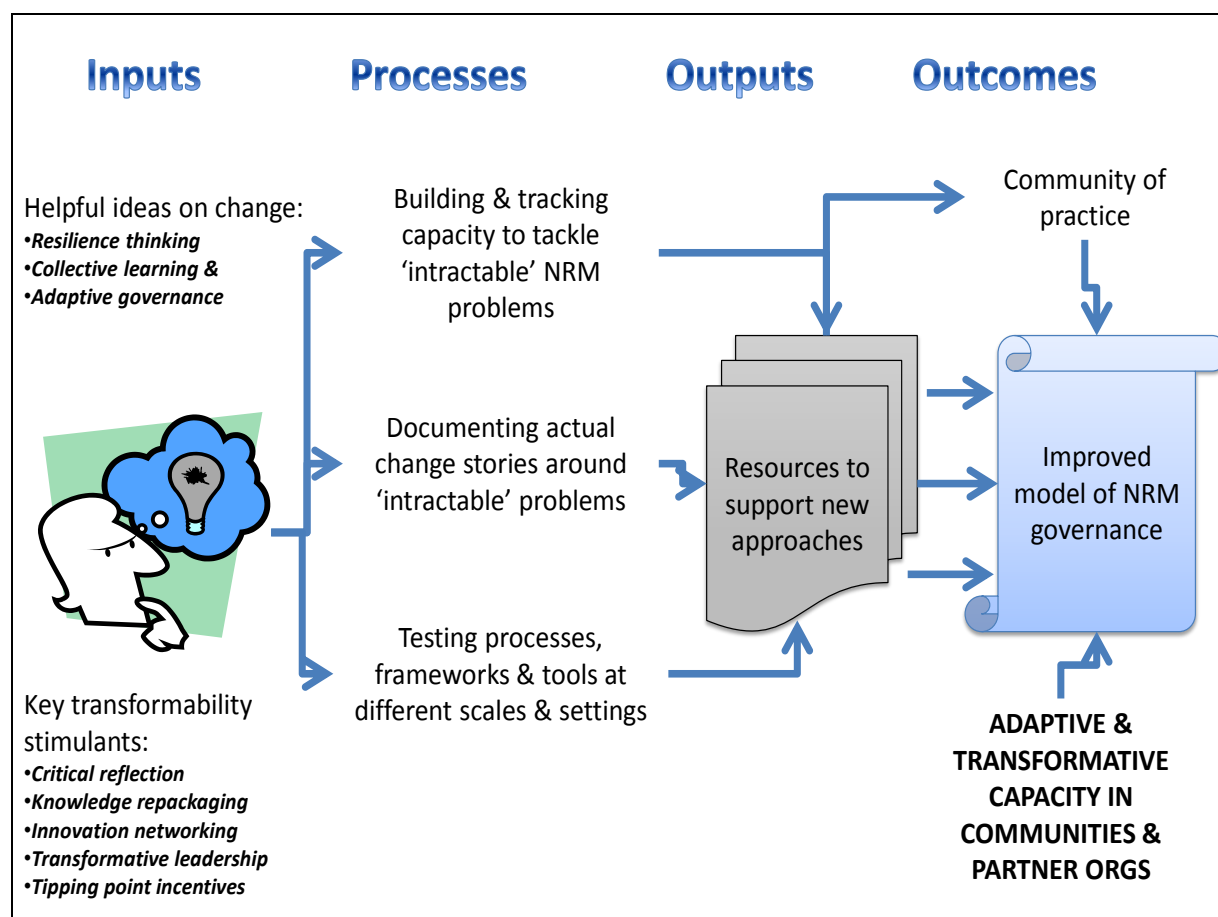 Inputs
Processes
Outputs
Outcomes
Helpful ideas on change:
•Resilience thinking
•Collective learning &
•Adaptive governance
Key transformability
stimulants:
•Critical reflection
•Knowledge repackaging
•Innovation networking
•Transformative leadership
•Tipping point incentives
Building & tracking
capacity to tackle
‘intractable’ NRM
problems
Documenting actual
change stories around
‘intractable’ problems
Testing processes,
frameworks & tools at
different scales & settings
Resources to
support new
approaches
Community of
practice
Improved
model of NRM
governance
ADAPTIVE &
TRANSFORMATIVE
CAPACITY IN
COMMUNITIES &
PARTNER ORGS